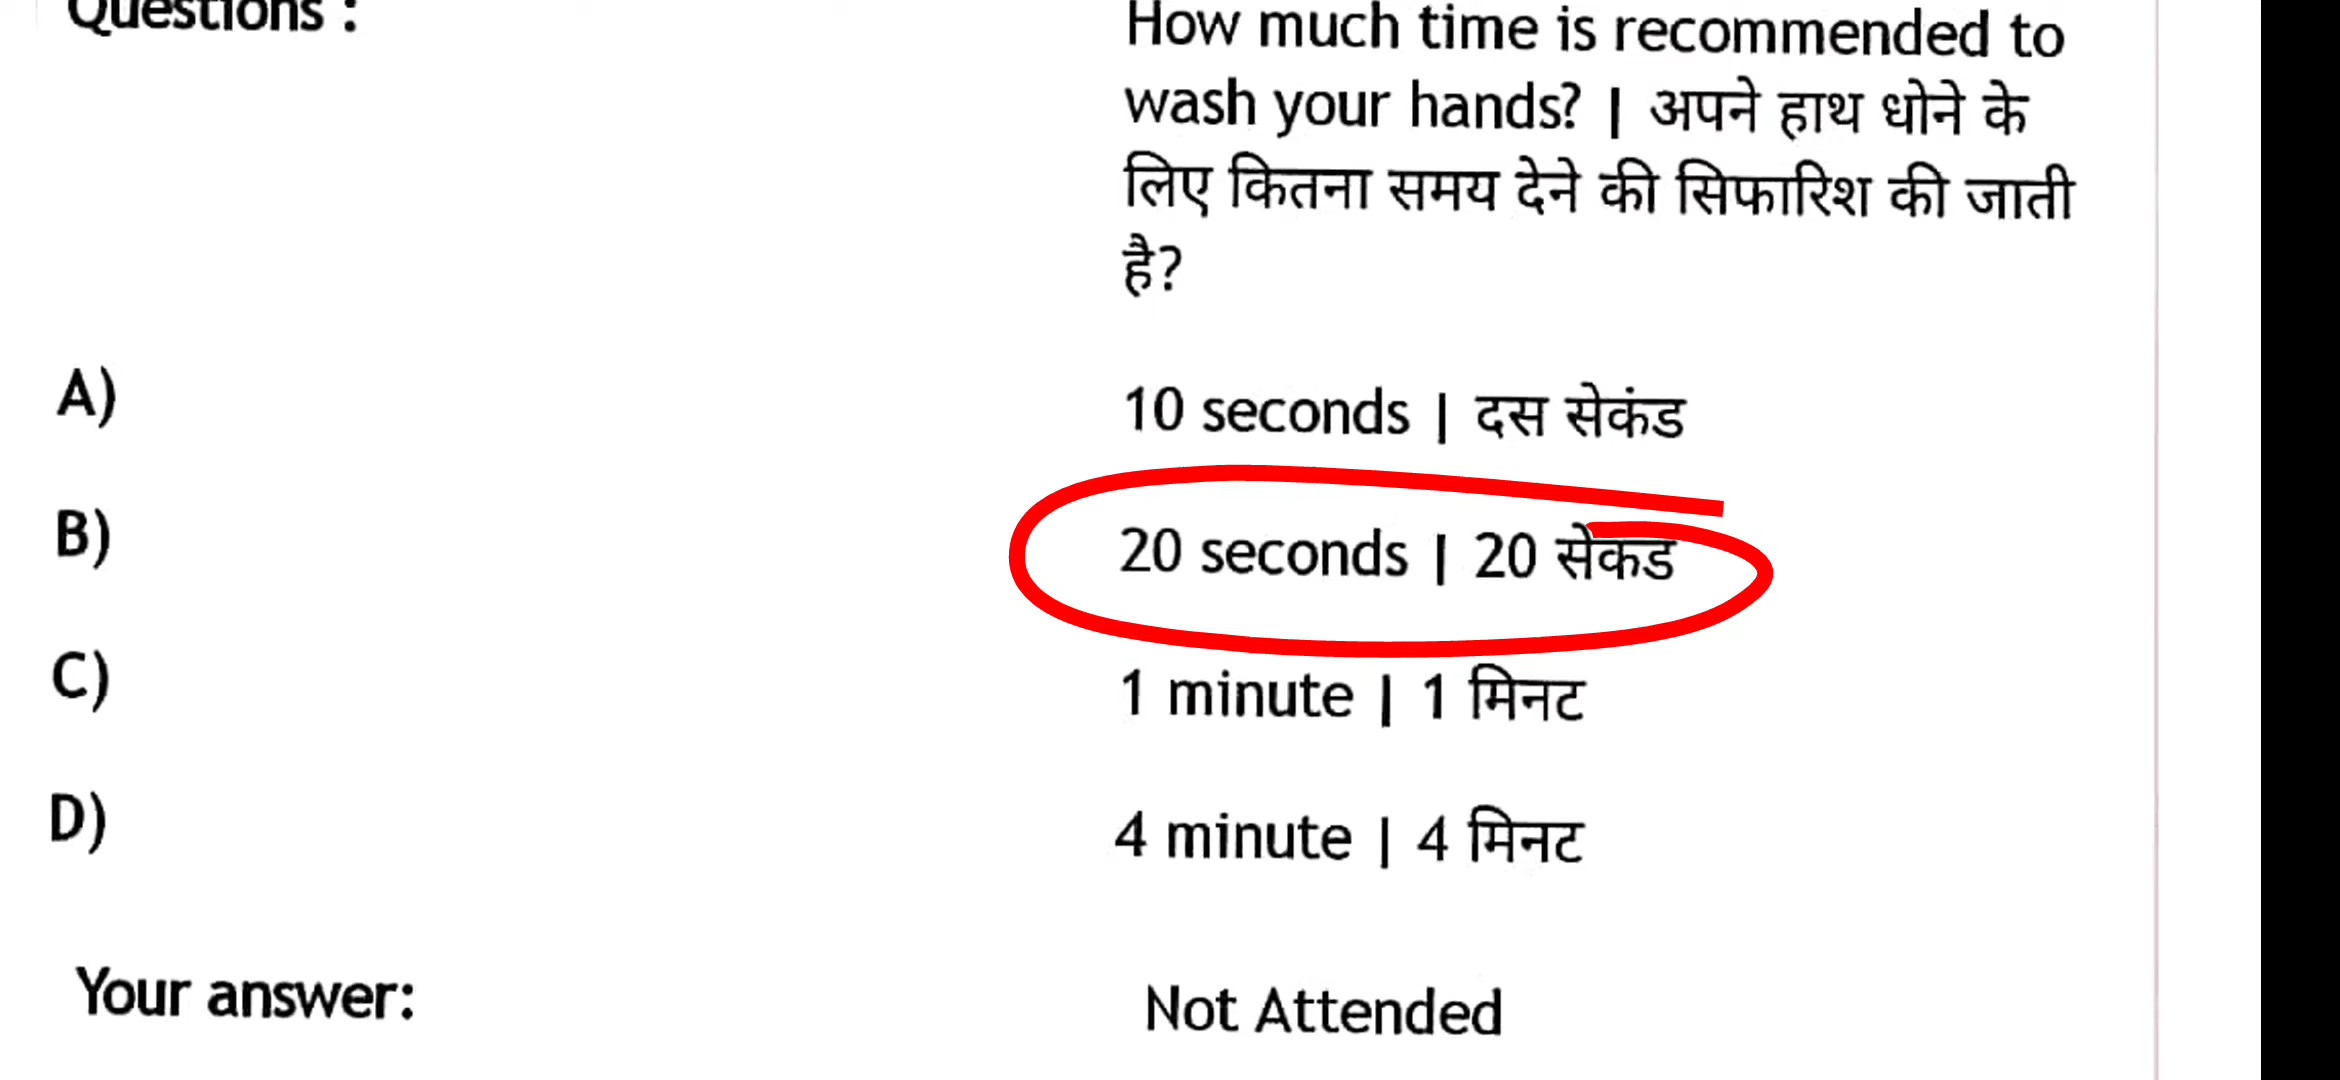 Questions :
How much time is recommended to
wash your hands? | अपने हाथ धोने के
लिए कितना समय देने की सिफारिश की जाती
है?
A) 10 seconds | दस सेकंड
B) 20 seconds | 20 सेकंड
C) 1 minute | 1 मिनट
D) 4 minute | 4 मिनट
Your answer: Not Attended